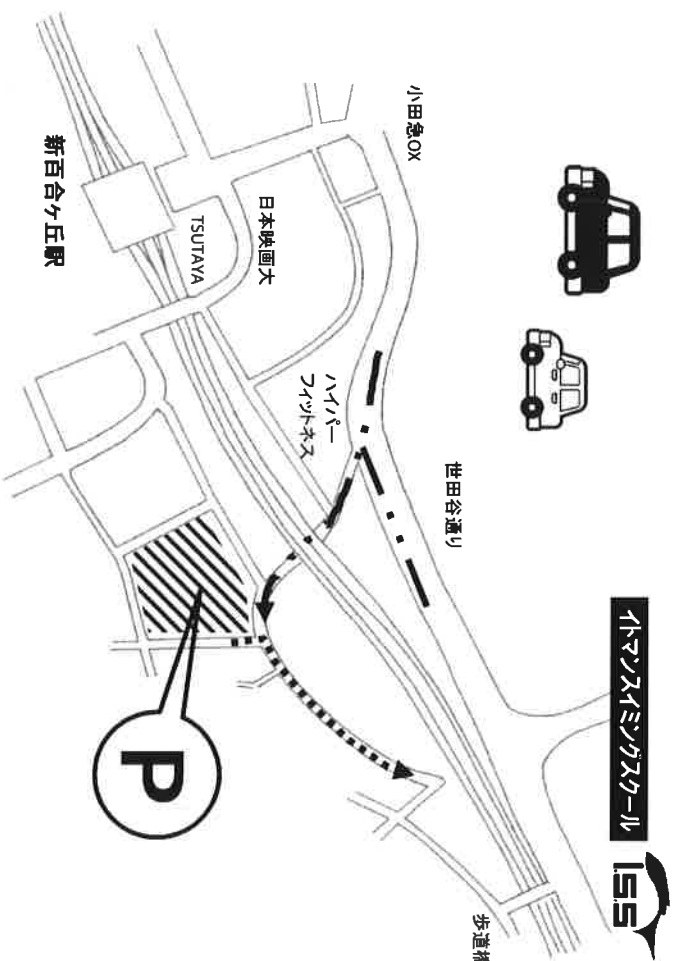 イトマンスイミングスクール
I.S.S
小田急OX
世田谷通り
日本映画大
TSUTAYA
ハイパー
フィットネス
新百合ヶ丘駅
P
歩道橋